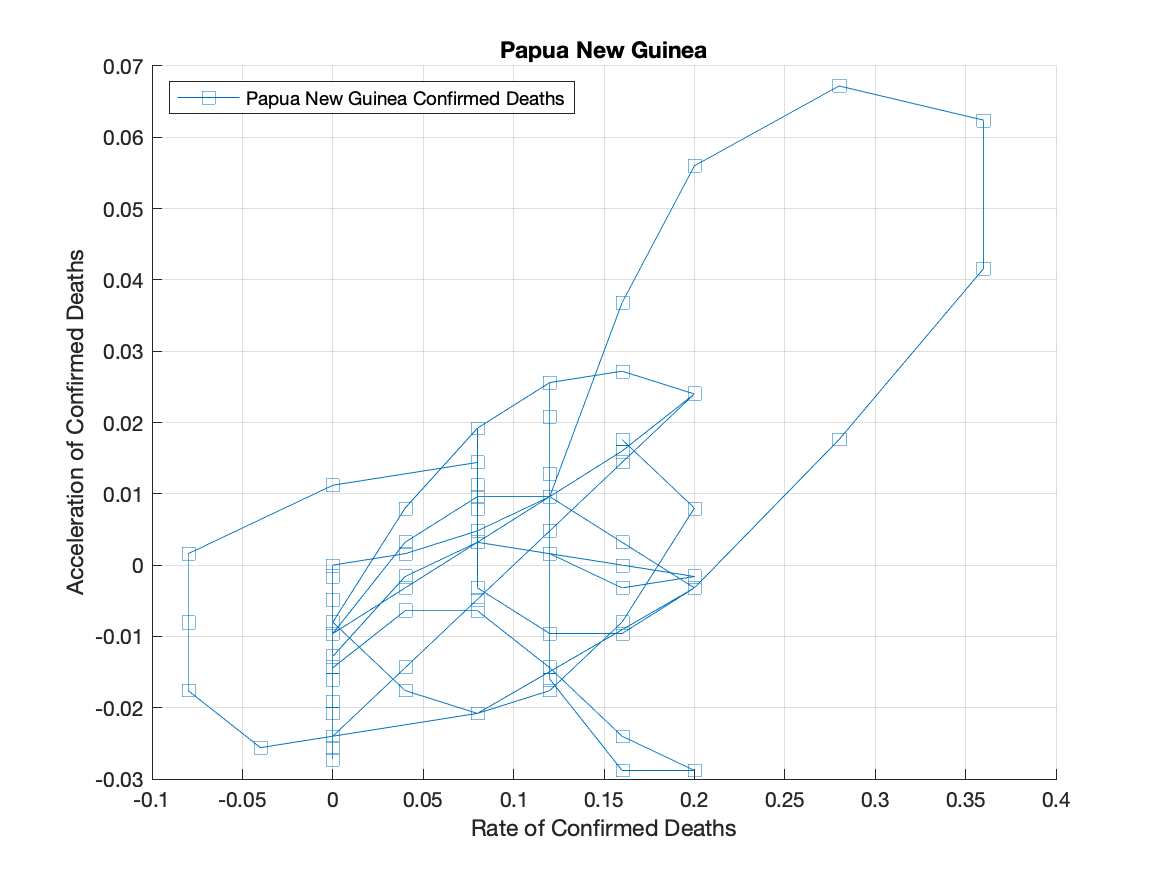 Papua New Guinea
Papua New Guinea Confirmed Deaths
Acceleration of Confirmed Deaths
0.07
0.06
0.05
0.04
0.03
0.02
0.01
0
-0.01
-0.02
-0.03
-0.1 -0.05 0 0.05 0.1 0.15 0.2 0.25 0.3 0.35 0.4
Rate of Confirmed Deaths